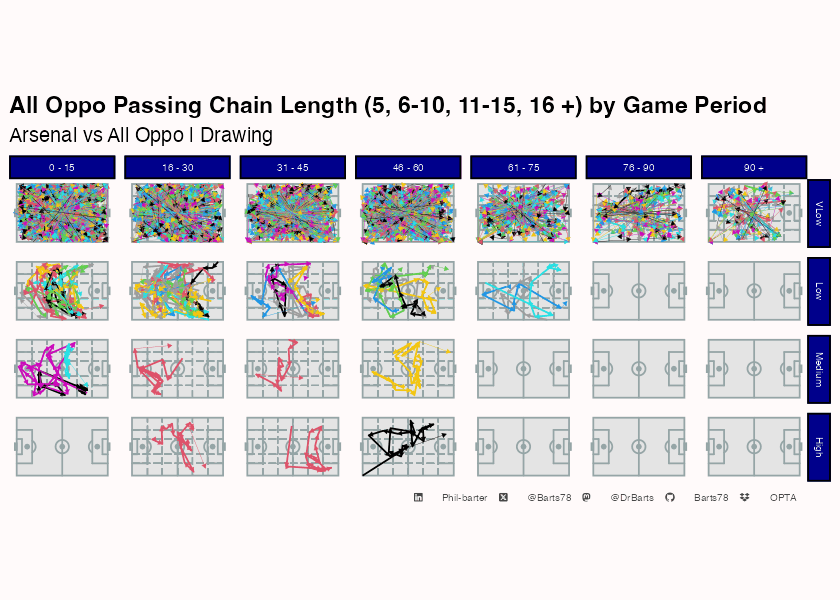 All Oppo Passing Chain Length (5, 6-10, 11-15, 16 +) by Game Period
Arsenal vs All Oppo | Drawing
0 - 15 16 - 30 31 - 45 46 - 60 61 - 75 76 - 90 90 +
VLow
Low
Medium
High
Phil-barter @Barts78 @DrBarts Barts78 OPTA